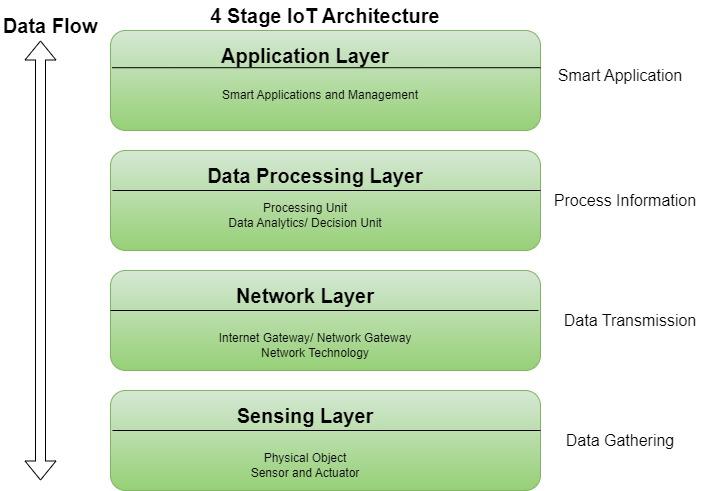 4 Stage IoT Architecture
Data Flow
Application Layer
Smart Applications and Management
Smart Application
Data Processing Layer
Processing Unit
Data Analytics/ Decision Unit
Process Information
Network Layer
Internet Gateway/ Network Gateway
Network Technology
Data Transmission
Sensing Layer
Physical Object
Sensor and Actuator
Data Gathering